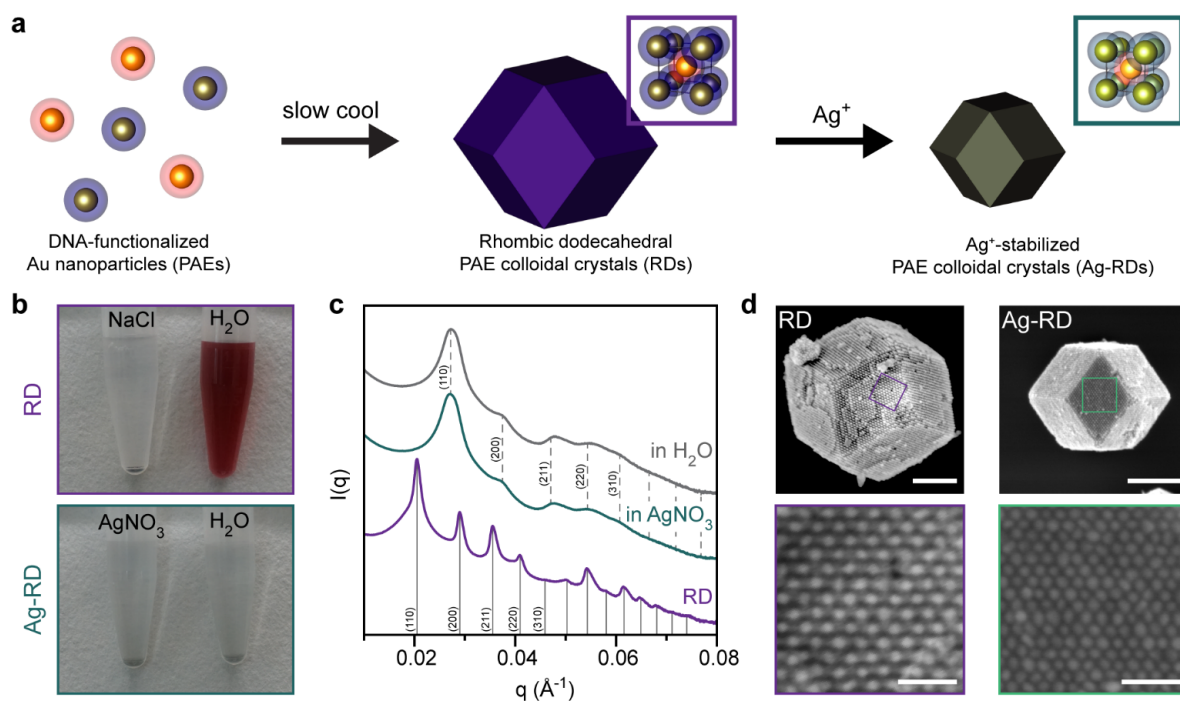 a
slow cool
Ag⁺
DNA-functionalized
Au nanoparticles (PAEs)
Rhombic dodecahedral
PAE colloidal crystals (RDs)
Ag⁺-stabilized
PAE colloidal crystals (Ag-RDs)
b
NaCl
H₂O
RD
AgNO₃
H₂O
Ag-RD
c
I(q)
(110)
(200)
(211)
(220)
(310)
in H₂O
in AgNO₃
RD
(110)
(200)
(211)
(220)
(310)
0.02
0.04
0.06
0.08
q (Å⁻¹)
d
RD
Ag-RD